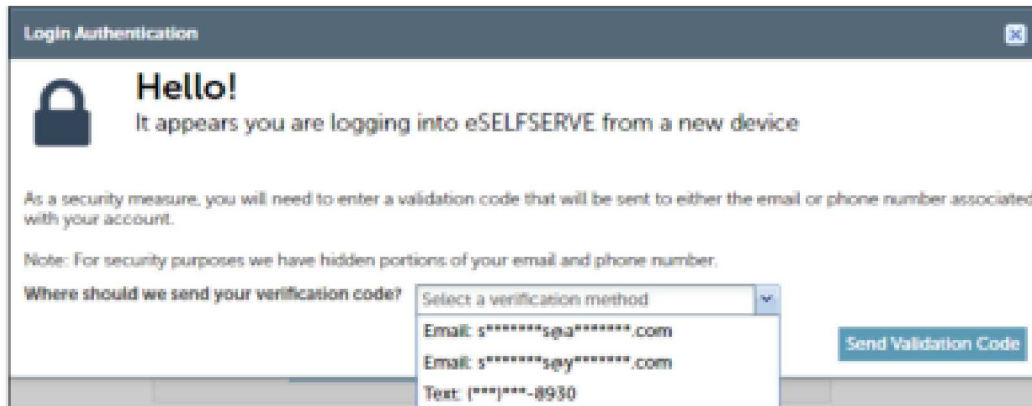 Login Authentication
Hello!
It appears you are logging into eSELFSERVE from a new device
As a security measure, you will need to enter a validation code that will be sent to either the email or phone number associated
with your account.
Note: For security purposes we have hidden portions of your email and phone number.
Where should we send your verification code? Select a verification method
Email: s*******s@a*******.com
Email: s*******s@y*******.com
Send Validation Code
Text: (***)***-8930